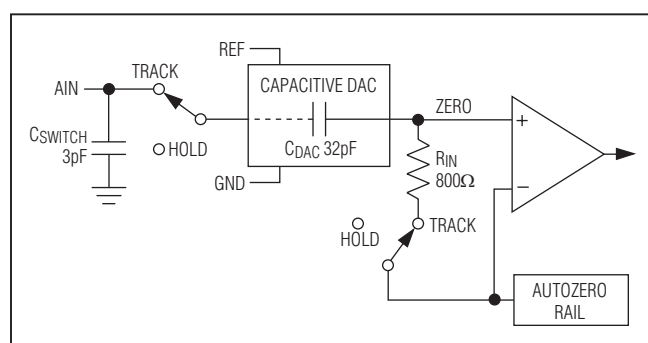 REF
AIN
TRACK
CAPACITIVE DAC
ZERO
CSWITCH
3pF
HOLD
CDAC 32pF
GND
+
RIN
800Ω
−
HOLD
TRACK
AUTOZERO
RAIL